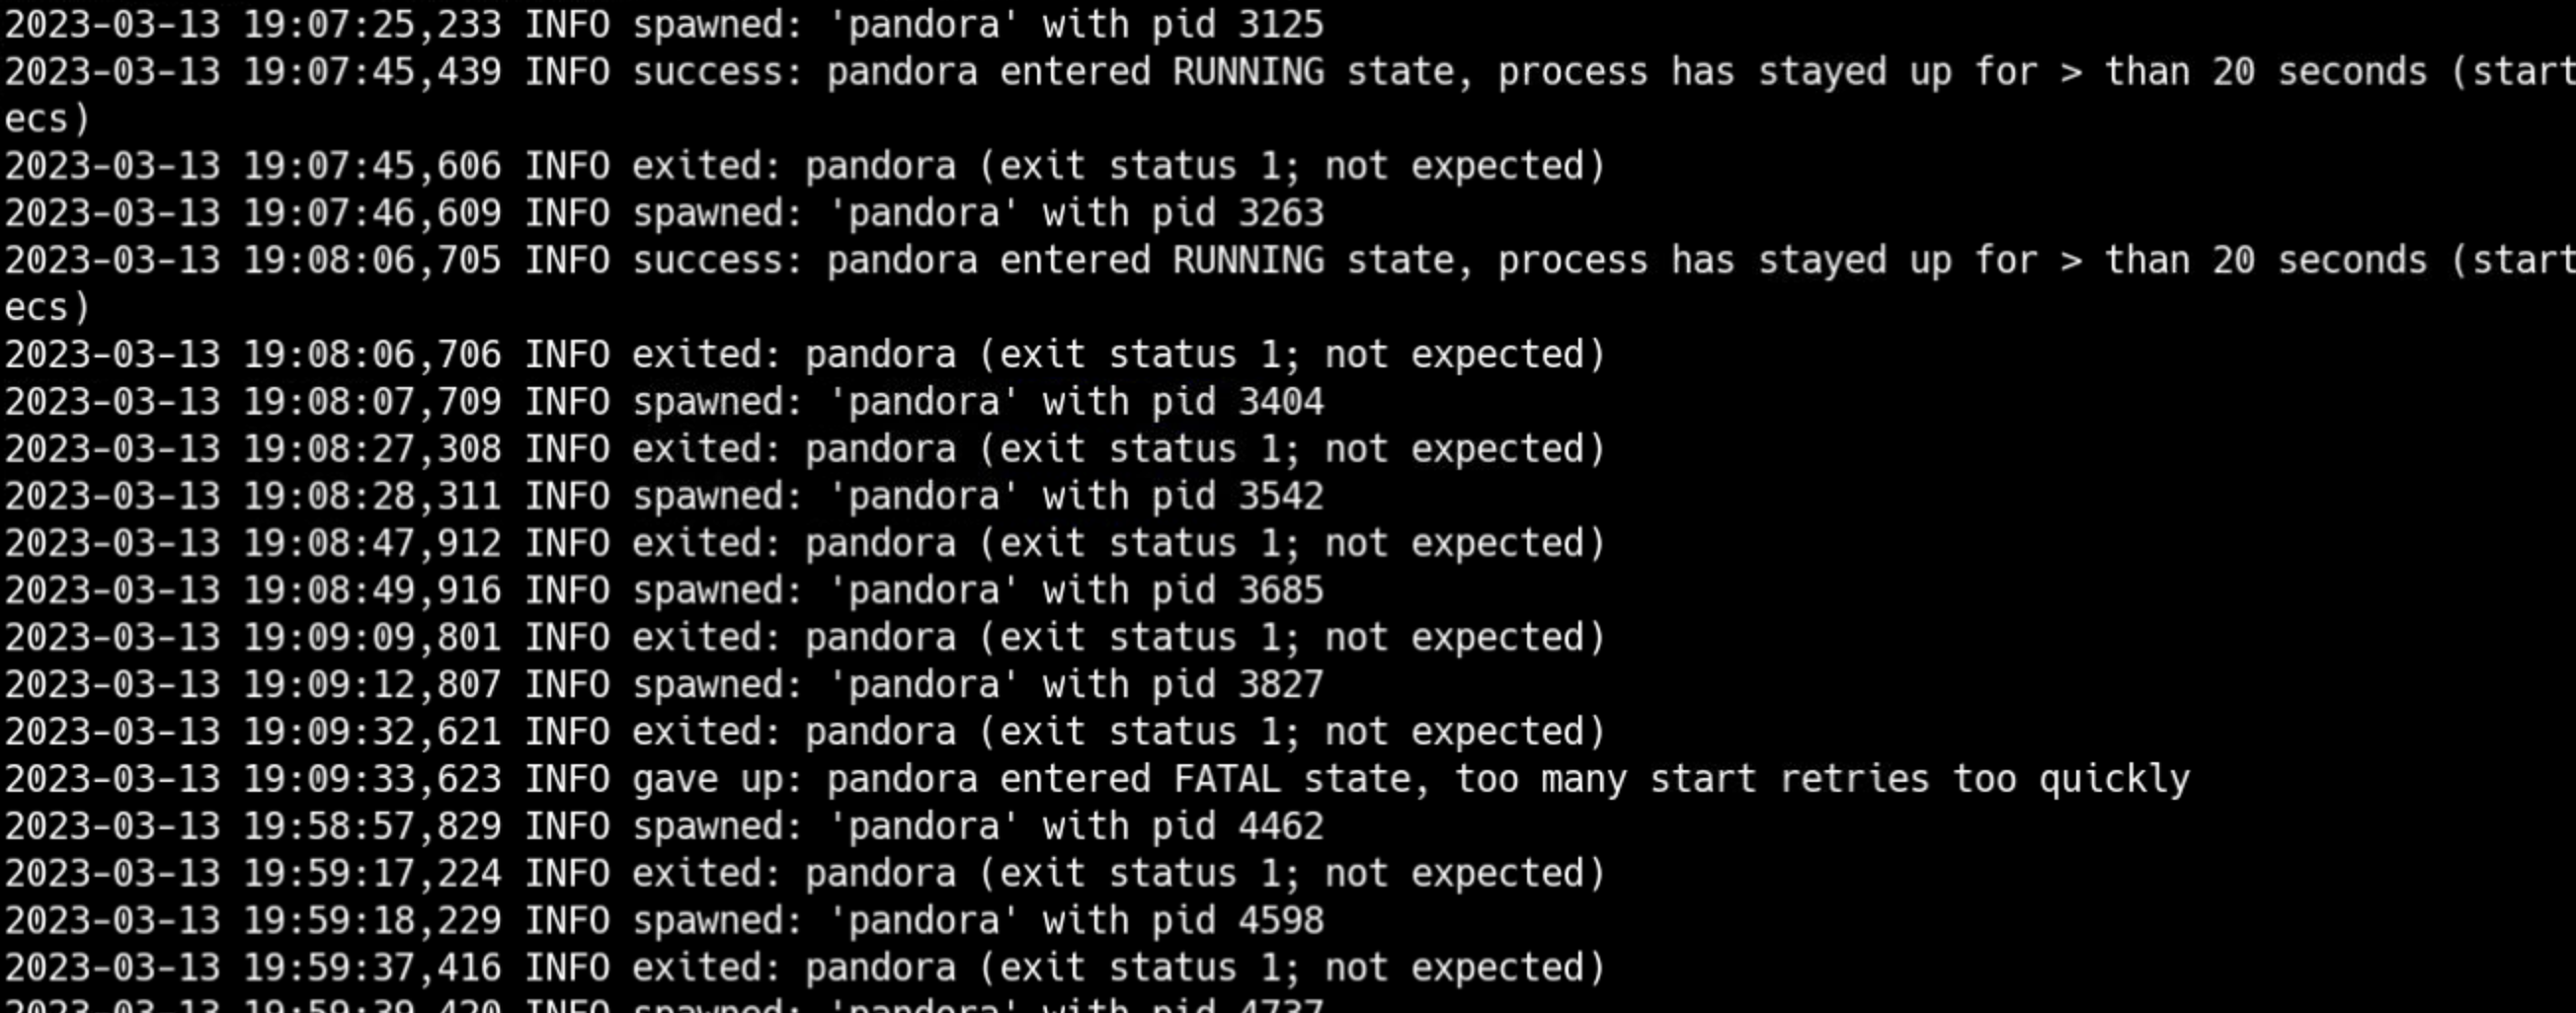 2023-03-13 19:07:25,233 INFO spawned: 'pandora' with pid 3125
2023-03-13 19:07:45,439 INFO success: pandora entered RUNNING state, process has stayed up for > than 20 seconds (start
ecs)
2023-03-13 19:07:45,606 INFO exited: pandora (exit status 1; not expected)
2023-03-13 19:07:46,609 INFO spawned: 'pandora' with pid 3263
2023-03-13 19:08:06,705 INFO success: pandora entered RUNNING state, process has stayed up for > than 20 seconds (start
ecs)
2023-03-13 19:08:06,706 INFO exited: pandora (exit status 1; not expected)
2023-03-13 19:08:07,709 INFO spawned: 'pandora' with pid 3404
2023-03-13 19:08:27,308 INFO exited: pandora (exit status 1; not expected)
2023-03-13 19:08:28,311 INFO spawned: 'pandora' with pid 3542
2023-03-13 19:08:47,912 INFO exited: pandora (exit status 1; not expected)
2023-03-13 19:08:49,916 INFO spawned: 'pandora' with pid 3685
2023-03-13 19:09:09,801 INFO exited: pandora (exit status 1; not expected)
2023-03-13 19:09:12,807 INFO spawned: 'pandora' with pid 3827
2023-03-13 19:09:32,621 INFO exited: pandora (exit status 1; not expected)
2023-03-13 19:09:33,623 INFO gave up: pandora entered FATAL state, too many start retries too quickly
2023-03-13 19:58:57,829 INFO spawned: 'pandora' with pid 4462
2023-03-13 19:59:17,224 INFO exited: pandora (exit status 1; not expected)
2023-03-13 19:59:18,229 INFO spawned: 'pandora' with pid 4598
2023-03-13 19:59:37,416 INFO exited: pandora (exit status 1; not expected)
2023-03-13 19:59:39,420 INFO spawned: 'pandora' with pid 4737